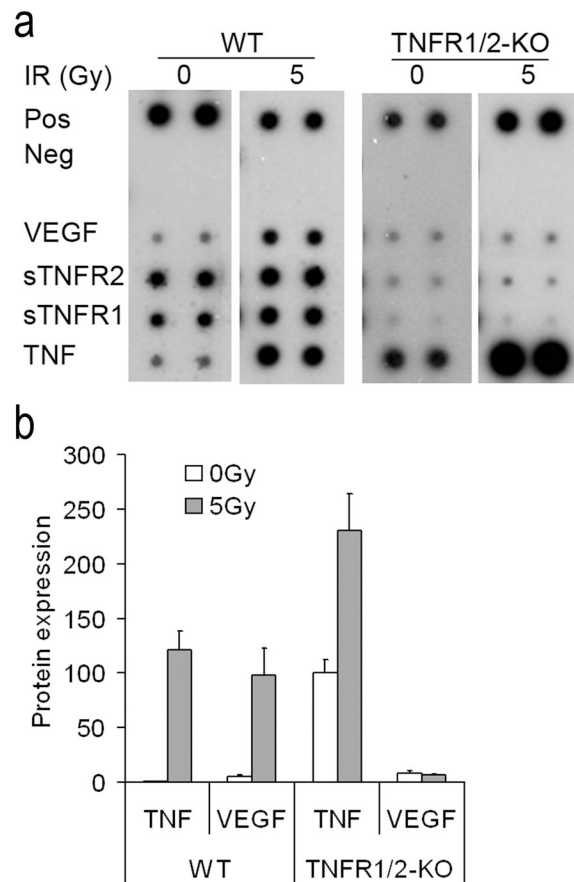 a
WT TNFR1/2-KO
IR (Gy) 0 5 0 5
Pos
Neg
VEGF
sTNFR2
sTNFR1
TNF
b
300
250
200
150
100
50
0
Protein expression
0Gy
5Gy
TNF VEGF TNF VEGF
WT TNFR1/2-KO